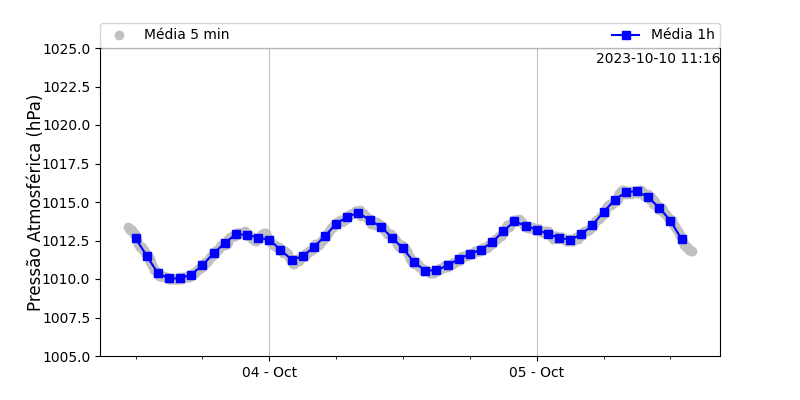 Média 5 min
Média 1h
2023-10-10 11:16
Pressão Atmosférica (hPa)
1025.0
1022.5
1020.0
1017.5
1015.0
1012.5
1010.0
1007.5
1005.0
04 - Oct
05 - Oct